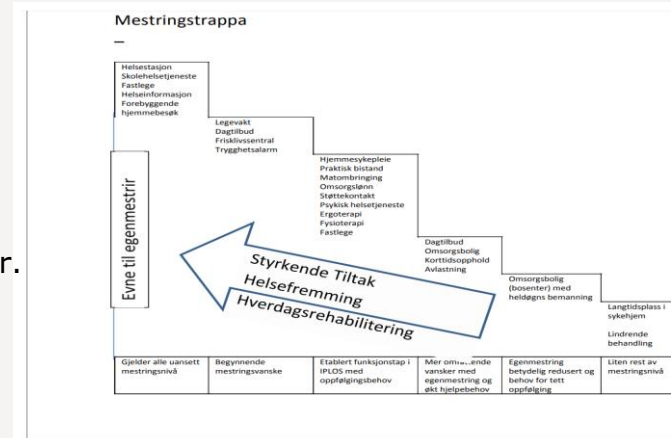 Mestringstrappa
–
Helsestasjon
Skolehelsetjeneste
Fastlege
Helseinformasjon
Forebyggende
hjemmebesøk
Legevakt
Dagtilbud
Frisklivssentral
Trygghetsalarm
Hjemmesykepleie
Praktisk bistand
Matombringing
Omsorgslønn
Støttekontakt
Psykisk helsetjeneste
Ergoterapi
Fysioterapi
Fastlege
Dagtilbud
Omsorgsbolig
Korttidsopphold
Avlastning
Omsorgsbolig
(bosenter) med
heldøgns bemanning
Langtidsplass i
sykehjem
Lindrende
behandling
Evne til egenmestrir
r.
Styrkende Tiltak
Helsefremming
Hverdagsrehabilitering
Gjelder alle uansett
mestringsnivå
Begynnende
mestringsvanske
Etablert funksjonstap i
IPLOS med
oppfølgingsbehov
Mer
vansker med
egenmestring og
økt hjelpebehov
Egenmestring
betydelig redusert og
behov for tett
oppfølging
Liten rest av
mestringsnivå